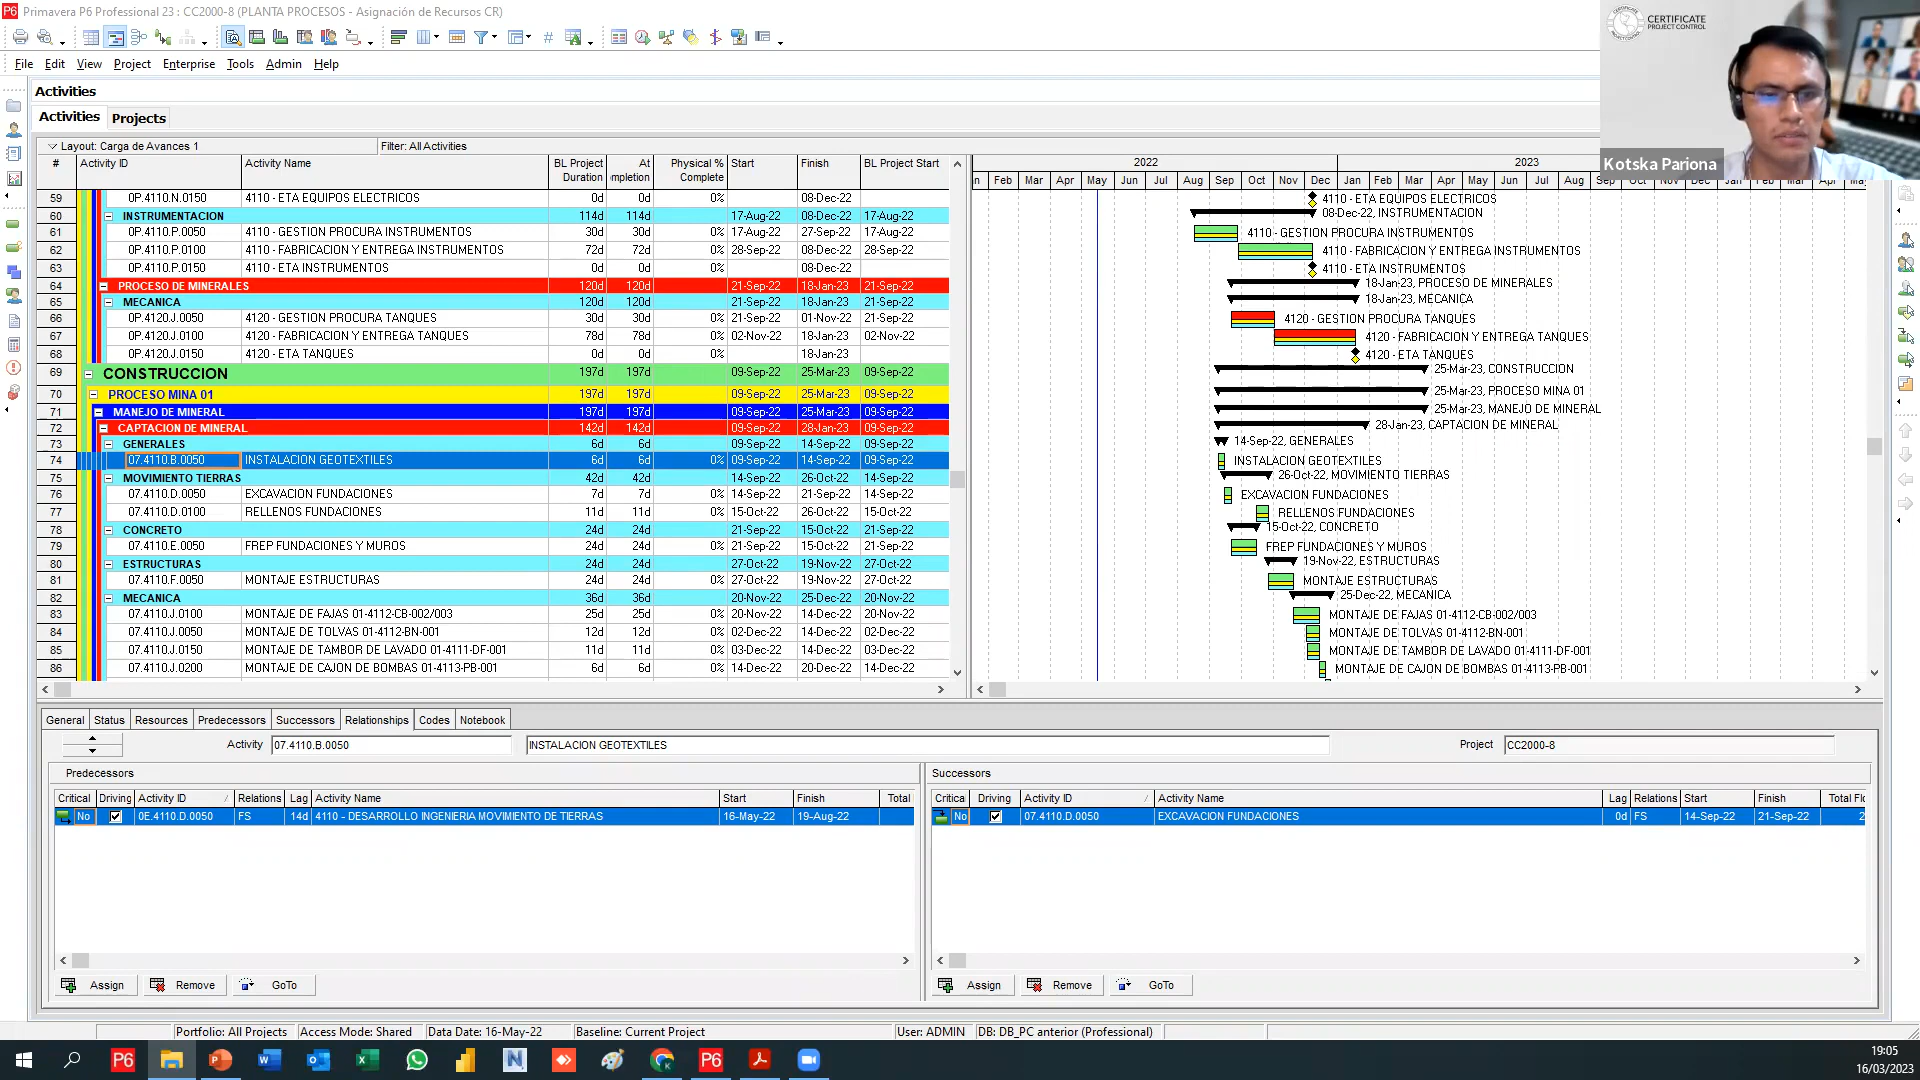 Primavera P6 Professional 23 : CC2000-8 (PLANTA PROCESOS - Asignación de Recursos CR)
File Edit View Project Enterprise Tools Admin Help
Activities
Activities Projects
Layout: Carga de Avances 1 Filter: All Activities
# Activity ID Activity Name BL Project Duration At Completion Physical % Complete Start Finish BL Project Start
59 0P.4110.N.0150 4110 - ETA EQUIPOS ELECTRICOS 0d 0d 0% 08-Dec-22
60 INSTRUMENTACION 114d 114d 17-Aug-22 08-Dec-22 17-Aug-22
61 0P.4110.P.0050 4110 - GESTION PROCURA INSTRUMENTOS 30d 30d 0% 17-Aug-22 27-Sep-22 17-Aug-22
62 0P.4110.P.0100 4110 - FABRICACION Y ENTREGA INSTRUMENTOS 72d 72d 0% 28-Sep-22 08-Dec-22 28-Sep-22
63 0P.4110.P.0150 4110 - ETA INSTRUMENTOS 0d 0d 0% 08-Dec-22
64 PROCESO DE MINERALES 120d 120d 21-Sep-22 18-Jan-23 21-Sep-22
65 MECANICA 120d 120d 21-Sep-22 18-Jan-23 21-Sep-22
66 0P.4120.J.0050 4120 - GESTION PROCURA TANQUES 30d 30d 0% 21-Sep-22 01-Nov-22 21-Sep-22
67 0P.4120.J.0100 4120 - FABRICACION Y ENTREGA TANQUES 78d 78d 0% 02-Nov-22 18-Jan-23 02-Nov-22
68 0P.4120.J.0150 4120 - ETA TANQUES 0d 0d 0% 18-Jan-23
69 CONSTRUCCION 197d 197d 09-Sep-22 25-Mar-23 09-Sep-22
70 PROCESO MINA 01 197d 197d 09-Sep-22 25-Mar-23 09-Sep-22
71 MANEJO DE MINERAL 197d 197d 09-Sep-22 25-Mar-23 09-Sep-22
72 CAPTACION DE MINERAL 142d 142d 09-Sep-22 28-Jan-23 09-Sep-22
73 GENERALES 6d 6d 09-Sep-22 14-Sep-22 09-Sep-22
74 07.4110.B.0050 INSTALACION GEOTEXTILES 6d 6d 0% 09-Sep-22 14-Sep-22 09-Sep-22
75 MOVIMIENTO TIERRAS 42d 42d 14-Sep-22 26-Oct-22 14-Sep-22
76 07.4110.D.0050 EXCAVACION FUNDACIONES 7d 7d 0% 14-Sep-22 21-Sep-22 14-Sep-22
77 07.4110.D.0100 RELLENOS FUNDACIONES 11d 11d 0% 15-Oct-22 26-Oct-22 15-Oct-22
78 CONCRETO 24d 24d 21-Sep-22 15-Oct-22 21-Sep-22
79 07.4110.E.0050 FREP FUNDACIONES Y MUROS 24d 24d 0% 21-Sep-22 15-Oct-22 21-Sep-22
80 ESTRUCTURAS 24d 24d 27-Oct-22 19-Nov-22 27-Oct-22
81 07.4110.F.0050 MONTAJE ESTRUCTURAS 24d 24d 0% 27-Oct-22 19-Nov-22 27-Oct-22
82 MECANICA 36d 36d 20-Nov-22 25-Dec-22 20-Nov-22
83 07.4110.J.0100 MONTAJE DE FAJAS 01-4112-CB-002/003 25d 25d 0% 20-Nov-22 14-Dec-22 20-Nov-22
84 07.4110.J.0050 MONTAJE DE TOLVAS 01-4112-BN-001 12d 12d 0% 02-Dec-22 14-Dec-22 02-Dec-22
85 07.4110.J.0150 MONTAJE DE TAMBOR DE LAVADO 01-4111-DF-001 11d 11d 0% 03-Dec-22 14-Dec-22 03-Dec-22
86 07.4110.J.0200 MONTAJE DE CAJON DE BOMBAS 01-4113-PB-001 6d 6d 0% 14-Dec-22 20-Dec-22 14-Dec-22
2022 2023
Feb Mar Apr May Jun Jul Aug Sep Oct Nov Dec Jan Feb Mar Apr May Jun Jul Aug Sep Oct Nov Dec Jan Feb Mar Apr
4110 - ETA EQUIPOS ELECTRICOS
08-Dec-22, INSTRUMENTACION
4110 - GESTION PROCURA INSTRUMENTOS
4110 - FABRICACION Y ENTREGA INSTRUMENTOS
4110 - ETA INSTRUMENTOS
18-Jan-23, PROCESO DE MINERALES
18-Jan-23, MECANICA
4120 - GESTION PROCURA TANQUES
4120 - FABRICACION Y ENTREGA TANQUES
4120 - ETA TANQUES
25-Mar-23, CONSTRUCCION
25-Mar-23, PROCESO MINA 01
25-Mar-23, MANEJO DE MINERAL
28-Jan-23, CAPTACION DE MINERAL
14-Sep-22, GENERALES
INSTALACION GEOTEXTILES
26-Oct-22, MOVIMIENTO TIERRAS
EXCAVACION FUNDACIONES
RELLENOS FUNDACIONES
15-Oct-22, CONCRETO
FREP FUNDACIONES Y MUROS
19-Nov-22, ESTRUCTURAS
MONTAJE ESTRUCTURAS
25-Dec-22, MECANICA
MONTAJE DE FAJAS 01-4112-CB-002/003
MONTAJE DE TOLVAS 01-4112-BN-001
MONTAJE DE TAMBOR DE LAVADO 01-4111-DF-001
MONTAJE DE CAJON DE BOMBAS 01-4113-PB-001
CERTIFICATE
PROJECT CONTROL
Kotska Pariona
General Status Resources Predecessors Successors Relationships Codes Notebook
Activity 07.4110.B.0050 INSTALACION GEOTEXTILES Project CC2000-8
Predecessors
Critical Driving Activity ID Relations Lag Activity Name Start Finish Total
No 0E.4110.D.0050 FS 14d 4110 - DESARROLLO INGENIERIA MOVIMIENTO DE TIERRAS 16-May-22 19-Aug-22
Assign Remove GoTo
Successors
Critica Driving Activity ID Activity Name Lag Relations Start Finish Total Flo
No 07.4110.D.0050 EXCAVACION FUNDACIONES 0d FS 14-Sep-22 21-Sep-22 2
Assign Remove GoTo
Portfolio: All Projects Access Mode: Shared Data Date: 16-May-22 Baseline: Current Project User: ADMIN DB: DB_PC anterior (Professional)
19:05
16/03/2023